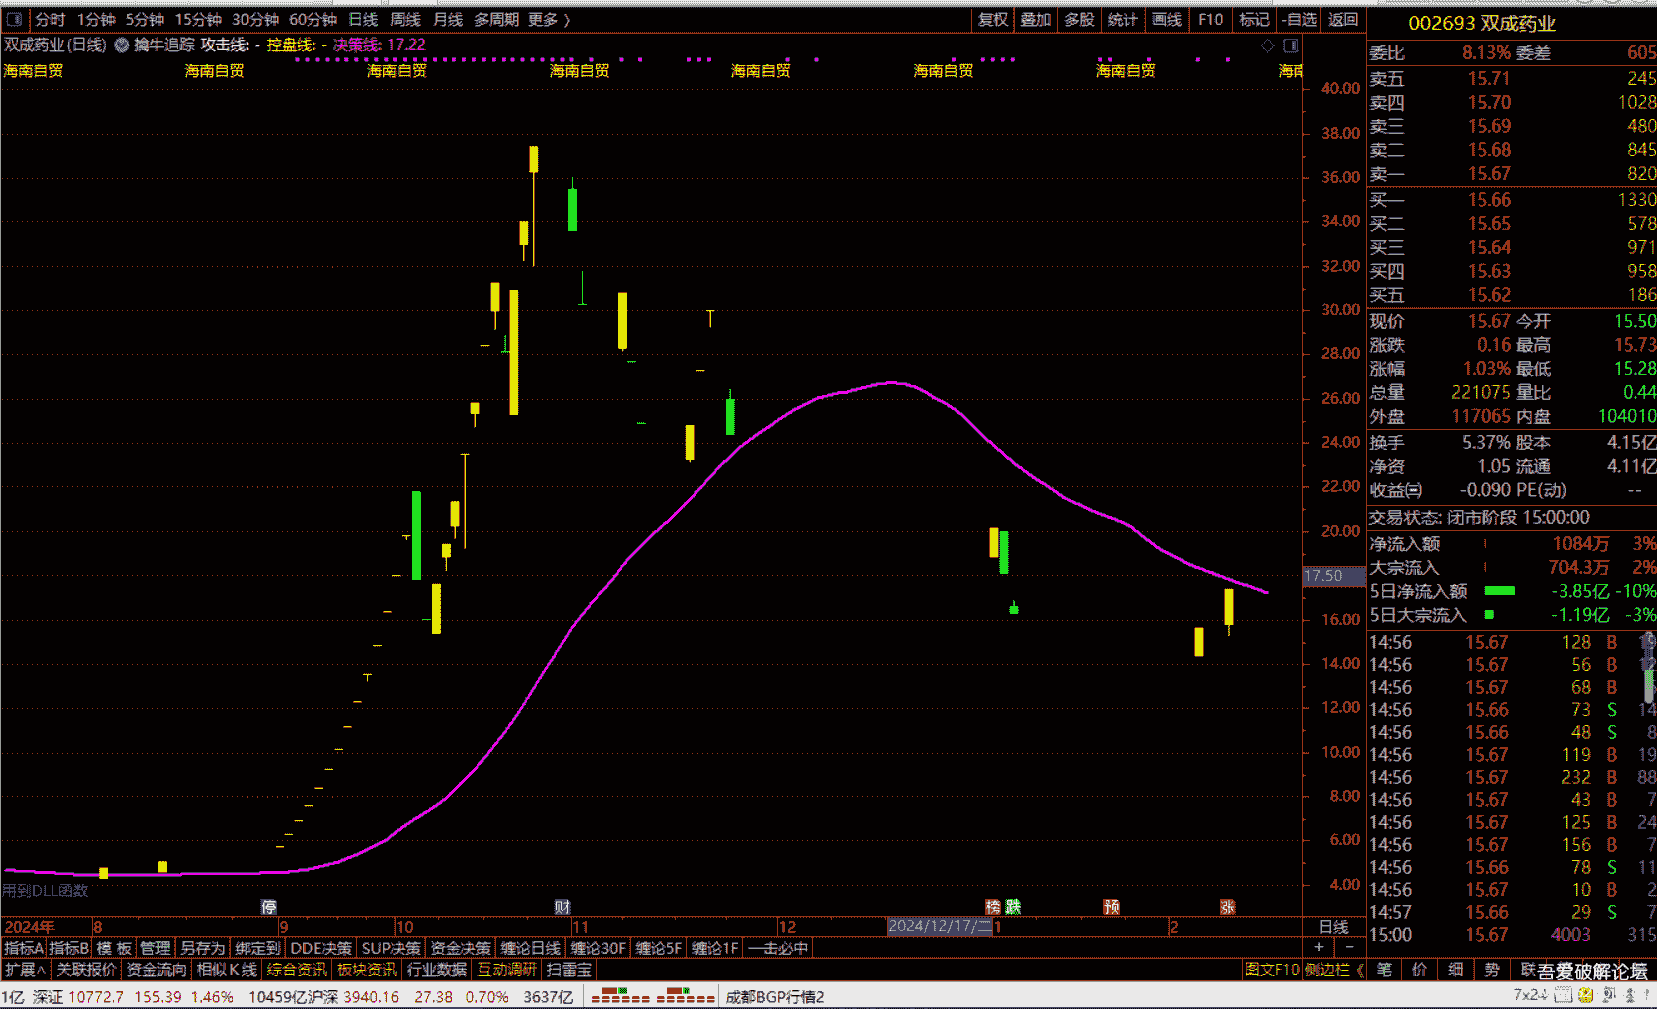 分时 1分钟 5分钟 15分钟 30分钟 60分钟 日线 周线 月线 多周期 更多 〉
复权 叠加 多股 统计 画线 F10 标记 -自选 返回
002693 双成药业
双成药业(日线) 擒牛追踪 攻击线: - 控盘线: - 决策线: 17.22
海南自贸 海南自贸 海南自贸 海南自贸 海南自贸 海南自贸 海南自贸 海南
40.00
38.00
36.00
34.00
32.00
30.00
28.00
26.00
24.00
22.00
20.00
17.50
16.00
14.00
12.00
10.00
8.00
6.00
4.00
用到DLL函数
停 财 榜 跌 预 涨
2024年 8 9 10 11 12 2024/12/17/二 1 2 日线
指标A 指标B 模 板 管理 另存为 绑定到 DDE决策 SUP决策 资金决策 缠论日线 缠论30F 缠论5F 缠论1F 一击必中 + -
扩展∧ 关联报价 资金流向 相似K线 综合资讯 板块资讯 行业数据 互动调研 扫雷宝 图文F10 侧边栏 《
委比 8.13% 委差 605
卖五 15.71 245
卖四 15.70 1028
卖三 15.69 480
卖二 15.68 845
卖一 15.67 820
买一 15.66 1330
买二 15.65 578
买三 15.64 971
买四 15.63 958
买五 15.62 186
现价 15.67 今开 15.50
涨跌 0.16 最高 15.73
涨幅 1.03% 最低 15.28
总量 221075 量比 0.44
外盘 117065 内盘 104010
换手 5.37% 股本 4.15亿
净资 1.05 流通 4.11亿
收益㈢ -0.090 PE(动) --
交易状态: 闭市阶段 15:00:00
净流入额 1084万 3%
大宗流入 704.3万 2%
5日净流入额 -3.85亿 -10%
5日大宗流入 -1.19亿 -3%
14:56 15.67 128 B 19
14:56 15.67 56 B 12
14:56 15.67 68 B
14:56 15.66 73 S 14
14:56 15.66 48 S 8
14:56 15.67 119 B 19
14:56 15.67 232 B 88
14:56 15.67 43 B 7
14:56 15.67 125 B 24
14:56 15.67 156 B 7
14:56 15.66 78 S 11
14:56 15.67 10 B 2
14:57 15.66 29 S 7
15:00 15.67 4003 315
笔 价 细 势 联
吾爱破解论坛
1亿 深证 10772.7 155.39 1.46% 10459亿 沪深 3940.16 27.38 0.70% 3637亿 成都BGP行情2 7x24